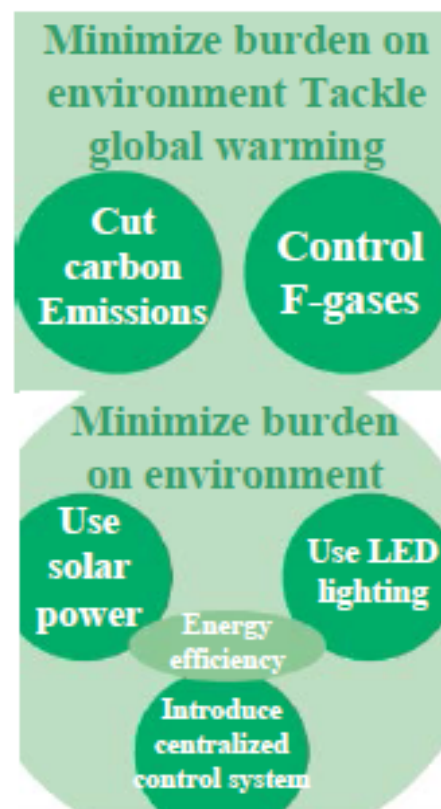 Minimize burden on
environment Tackle
global warming
Cut
carbon
Emissions
Control
F-gases
Minimize burden
on environment
Use
solar
power
Use LED
lighting
Energy
efficiency
Introduce
centralized
control system